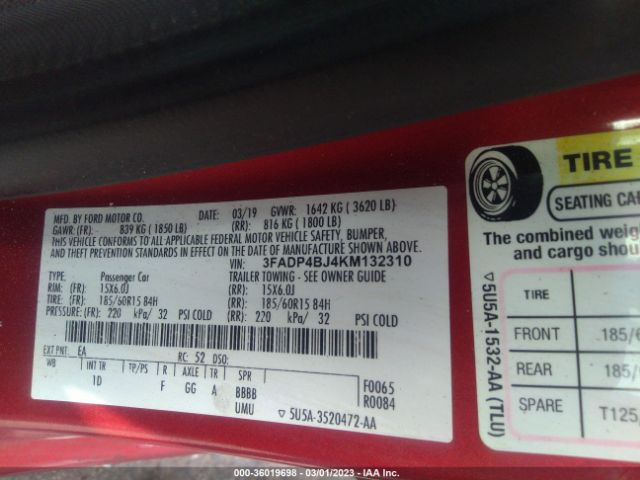 MFD. BY FORD MOTOR CO.
DATE: 03/19 GVWR: 1642 KG ( 3620 LB)
GAWR: (FR): 839 KG ( 1850 LB) (RR): 816 KG ( 1800 LB)
THIS VEHICLE CONFORMS TO ALL APPLICABLE FEDERAL MOTOR VEHICLE SAFETY, BUMPER,
AND THEFT PREVENTION STANDARDS IN EFFECT ON THE DATE OF MANUFACTURE SHOWN ABOVE.
VIN: 3FADP4BJ4KM132310
TYPE: Passenger Car TRAILER TOWING - SEE OWNER GUIDE
RIM: (FR) 15X6.0J (RR): 15X6.0J
TIRE: (FR) 185/60R15 84H (RR): 185/60R15 84H
PRESSURE: (FR) 220 kPa/ 32 PSI COLD (RR): 220 kPa/ 32 PSI COLD
EXT PNT: EA RC: 52 DSO:
WB INT TR TP/PS R AXLE TR SPR
1D F GG A BBBB
UMU
F0065
R0084
▽5U5A-3520472-AA
▽5U5A-1532-AA (TLU)
TIRE
SEATING CA
The combined weig
and cargo shou
TIRE
FRONT 185/6
REAR 185/
SPARE T125/
000-36019698 - 03/01/2023 - IAA Inc.